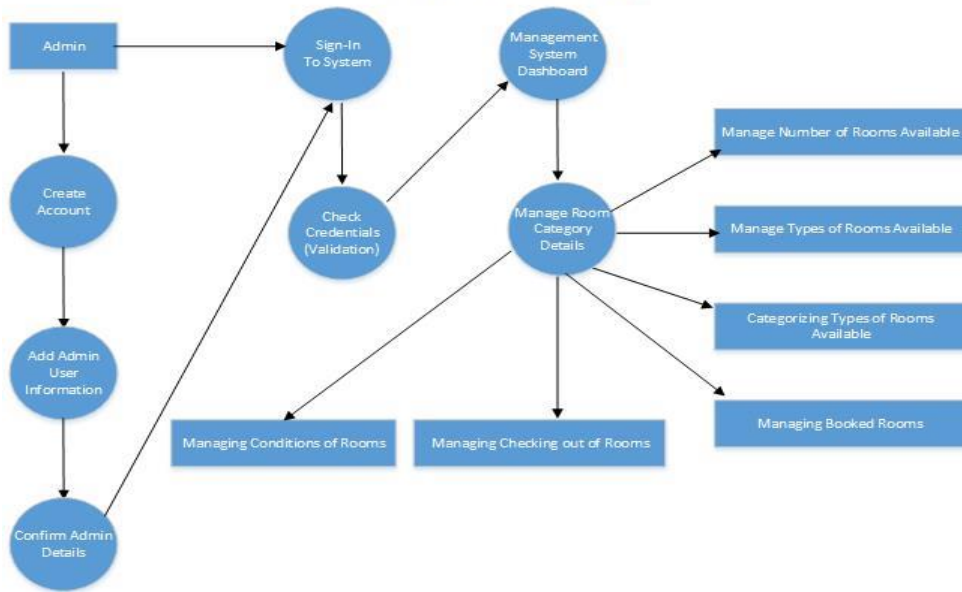 Admin
Sign-In
To System
Management
System
Dashboard
Manage Number of Rooms Available
Create
Account
Check
Credentials
(Validation)
Manage Room
Category
Details
Manage Types of Rooms Available
Categorizing Types of Rooms
Available
Add Admin
User
Information
Managing Conditions of Rooms
Managing Checking out of Rooms
Managing Booked Rooms
Confirm Admin
Details